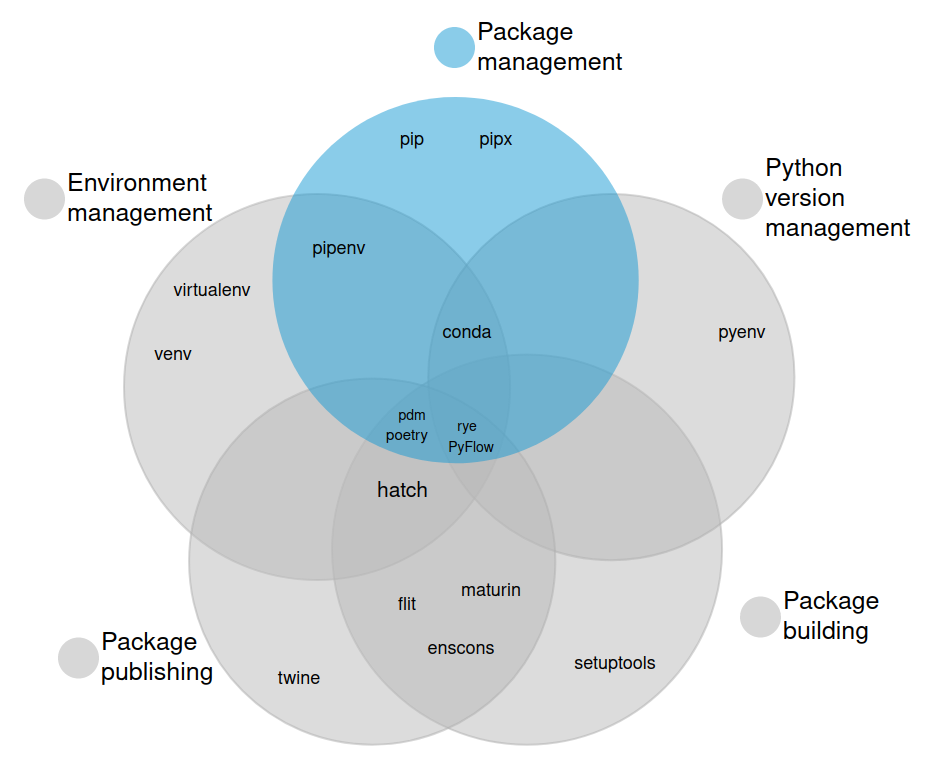 Package
management
pip
pipx
Python
version
management
Environment
management
pipenv
virtualenv
conda
pyenv
venv
pdm
poetry
rye
PyFlow
hatch
flit
maturin
enscons
Package
building
Package
publishing
twine
setuptools